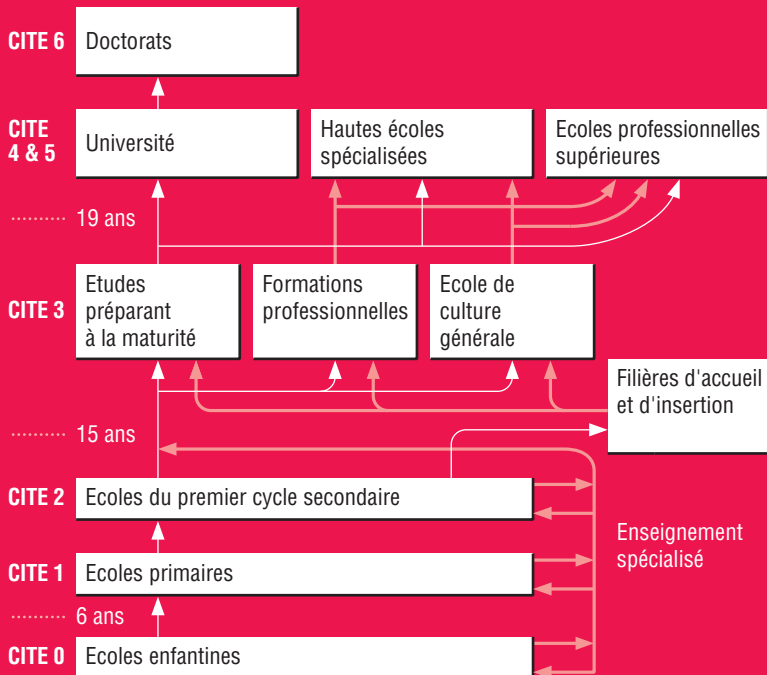 CITE 6
Doctorats
CITE
4 & 5
Université
Hautes écoles
spécialisées
Ecoles professionnelles
supérieures
.......... 19 ans
CITE 3
Etudes
préparant
à la maturité
Formations
professionnelles
Ecole de
culture
générale
Filières d'accueil
et d'insertion
.......... 15 ans
CITE 2
Ecoles du premier cycle secondaire
Enseignement
spécialisé
CITE 1
Ecoles primaires
.......... 6 ans
CITE 0
Ecoles enfantines